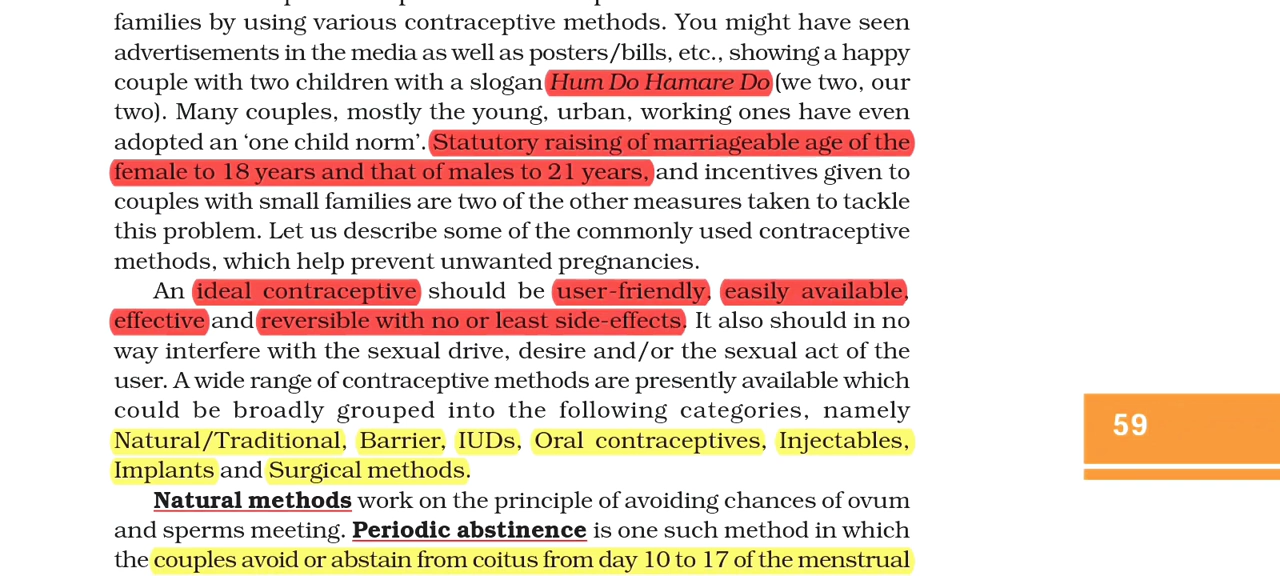 families by using various contraceptive methods. You might have seen
advertisements in the media as well as posters/bills, etc., showing a happy
couple with two children with a slogan Hum Do Hamare Do (we two, our
two). Many couples, mostly the young, urban, working ones have even
adopted an ‘one child norm’. Statutory raising of marriageable age of the
female to 18 years and that of males to 21 years, and incentives given to
couples with small families are two of the other measures taken to tackle
this problem. Let us describe some of the commonly used contraceptive
methods, which help prevent unwanted pregnancies.
An ideal contraceptive should be user-friendly, easily available,
effective and reversible with no or least side-effects. It also should in no
way interfere with the sexual drive, desire and/or the sexual act of the
user. A wide range of contraceptive methods are presently available which
could be broadly grouped into the following categories, namely
Natural/Traditional, Barrier, IUDs, Oral contraceptives, Injectables,
Implants and Surgical methods.
Natural methods work on the principle of avoiding chances of ovum
and sperms meeting. Periodic abstinence is one such method in which
the couples avoid or abstain from coitus from day 10 to 17 of the menstrual
59